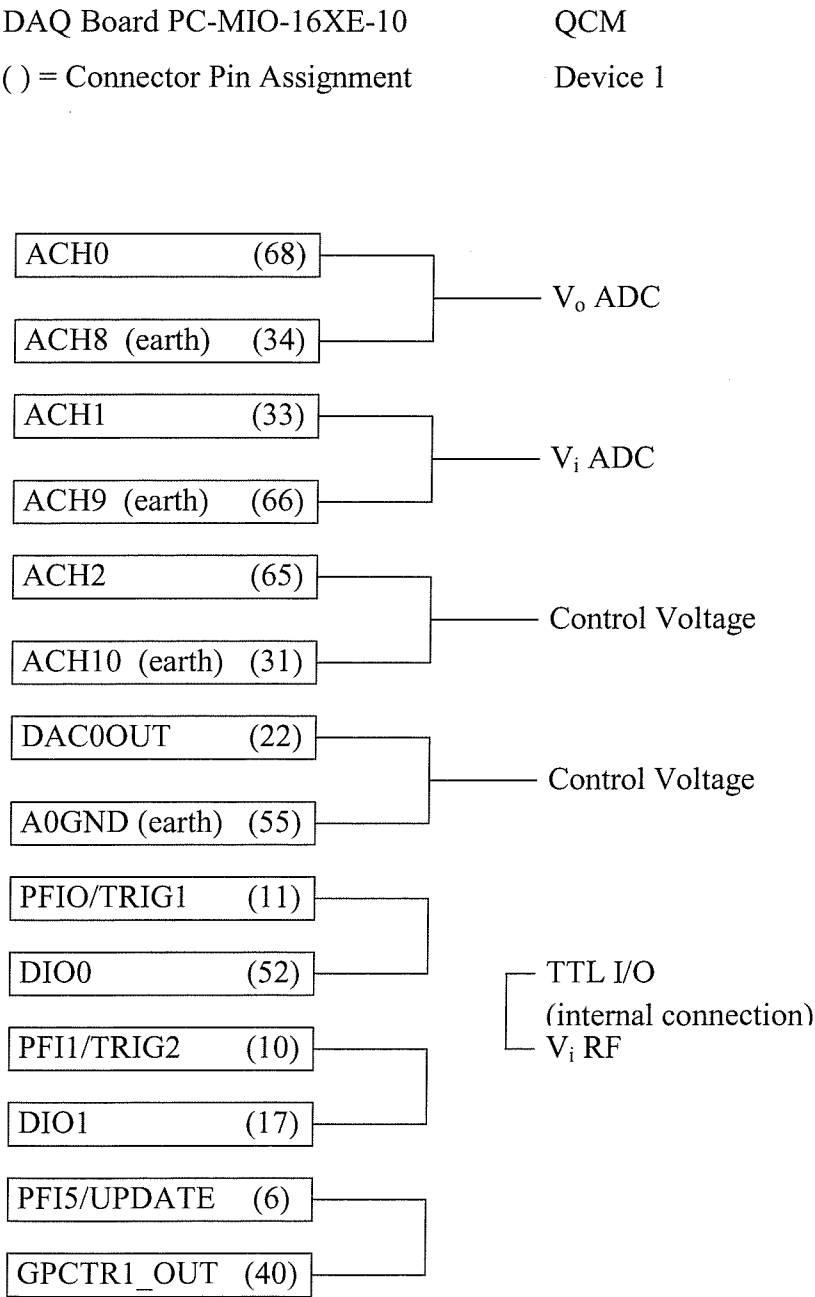 DAQ Board PC-MIO-16XE-10 QCM
( ) = Connector Pin Assignment Device 1
ACH0 (68)
V₀ ADC
ACH8 (earth) (34)
ACH1 (33)
Vᵢ ADC
ACH9 (earth) (66)
ACH2 (65)
Control Voltage
ACH10 (earth) (31)
DAC0OUT (22)
Control Voltage
A0GND (earth) (55)
PFIO/TRIG1 (11)
DIO0 (52) TTL I/O
(internal connection)
PFI1/TRIG2 (10) Vᵢ RF
DIO1 (17)
PFI5/UPDATE (6)
GPCTR1_OUT (40)